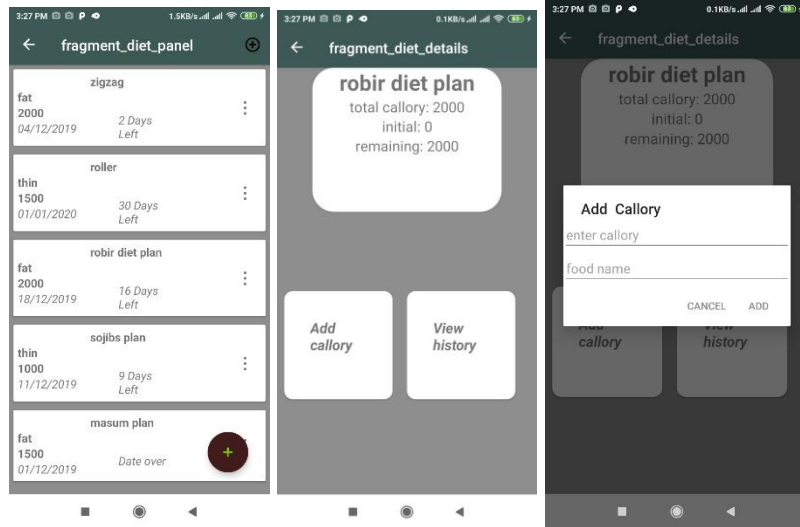 3:27 PM
1.5KB/s
fragment_diet_panel
zigzag
fat
2000
04/12/2019
2 Days
Left
roller
thin
1500
01/01/2020
30 Days
Left
robir diet plan
fat
2000
18/12/2019
16 Days
Left
sojibs plan
thin
1000
11/12/2019
9 Days
Left
masum plan
fat
1500
01/12/2019
Date over
+
3:27 PM
0.1KB/s
fragment_diet_details
robir diet plan
total callory: 2000
initial: 0
remaining: 2000
Add
callory
View
history
3:27 PM
0.1KB/s
fragment_diet_details
robir diet plan
total callory: 2000
initial: 0
remaining: 2000
Add Callory
enter callory
food name
CANCEL ADD
Add
callory
View
history